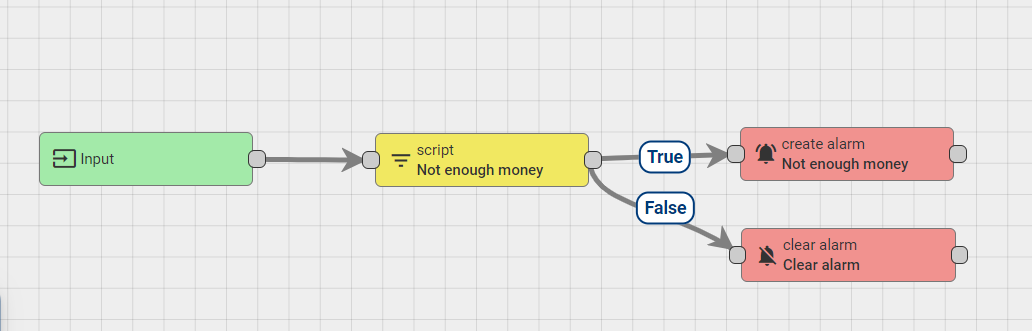 Input
script
Not enough money
True
False
create alarm
Not enough money
clear alarm
Clear alarm